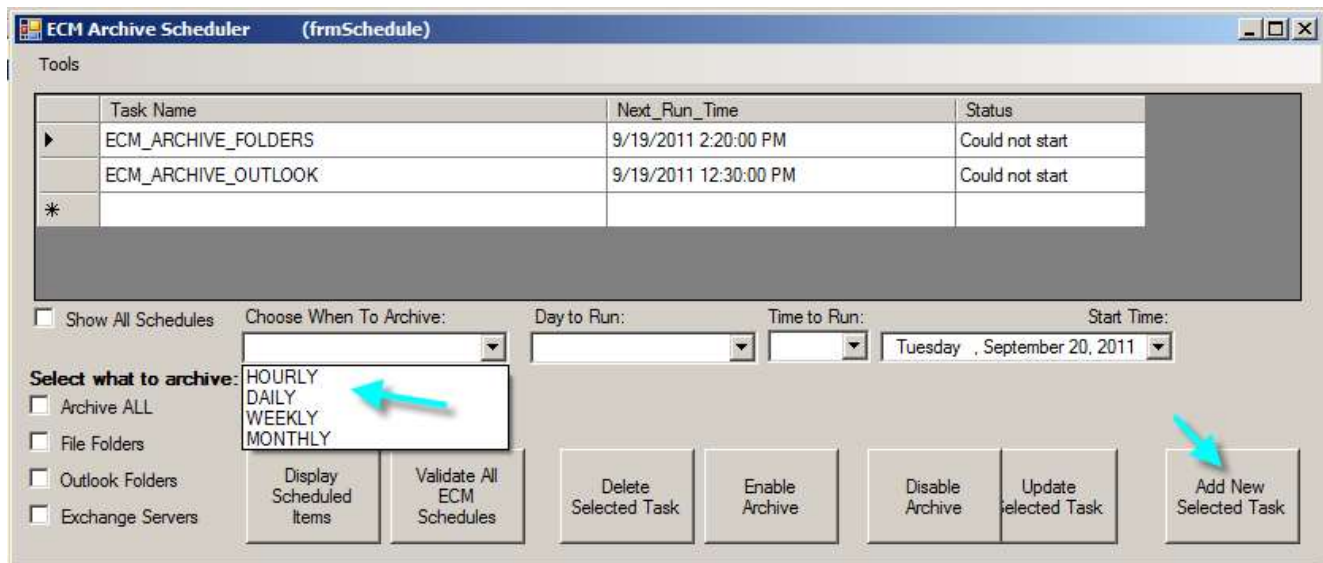 ECM Archive Scheduler (frmSchedule)
Tools
Task Name Next_Run_Time Status
ECM_ARCHIVE_FOLDERS 9/19/2011 2:20:00 PM Could not start
ECM_ARCHIVE_OUTLOOK 9/19/2011 12:30:00 PM Could not start
Show All Schedules Choose When To Archive: Day to Run: Time to Run: Start Time:
Tuesday , September 20, 2011
Select what to archive:
HOURLY
DAILY
WEEKLY
MONTHLY
Archive ALL
File Folders
Outlook Folders
Exchange Servers
Display
Scheduled
Items
Validate All
ECM
Schedules
Delete
Selected Task
Enable
Archive
Disable
Archive
Update
Selected Task
Add New
Selected Task